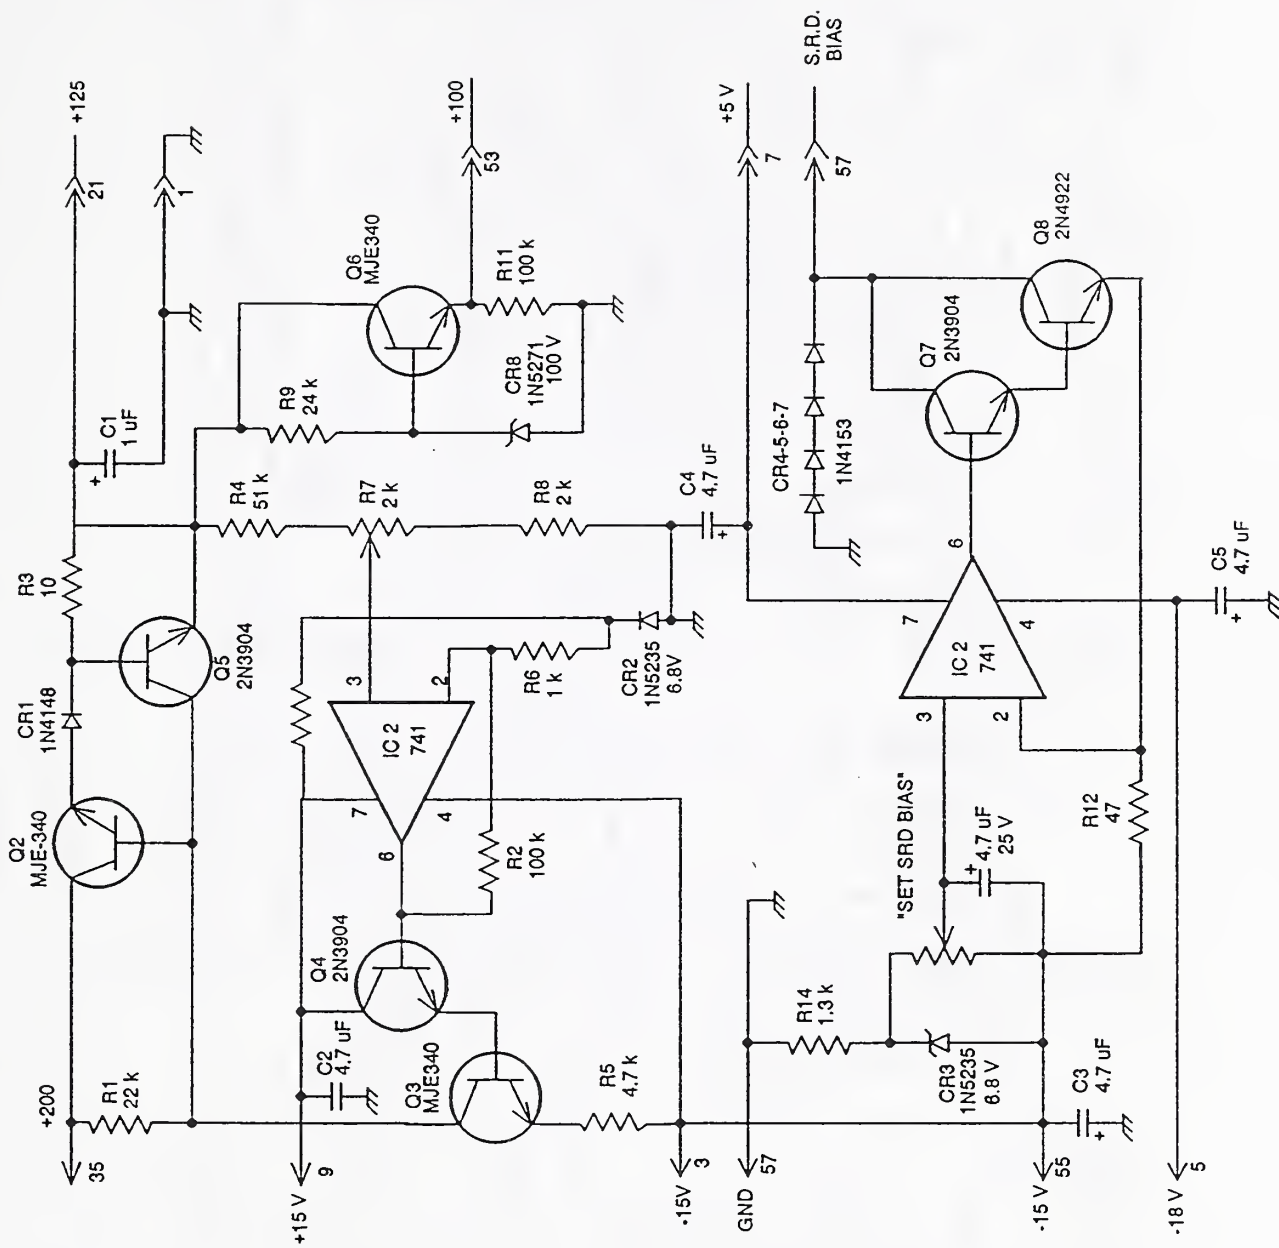 +200
35
R1
22 k
Q2
MJE-340
CR1
1N4148
R3
10
Q5
2N3904
+125
21
1
C1
1 uF
+
R4
51 k
R7
2 k
R8
2 k
R9
24 k
Q6
MJE340
+100
53
R11
100 k
CR8
1N5271
100 V
C4
4.7 uF
+
+5 V
7
+15 V
9
C2
4.7 uF
Q4
2N3904
Q3
MJE340
R5
4.7 k
-15V
3
IC 2
741
3
2
7
4
6
R2
100 k
R6
1 k
CR2
1N5235
6.8V
GND
57
R14
1.3 k
CR3
1N5235
6.8 V
"SET SRD BIAS"
+
4.7 uF
25 V
-15 V
55
C3
4.7 uF
+
-18 V
5
R12
47
IC 2
741
3
2
7
4
6
C5
4.7 uF
+
CR4-5-6-7
1N4153
Q7
2N3904
Q8
2N4922
S.R.D.
BIAS
57